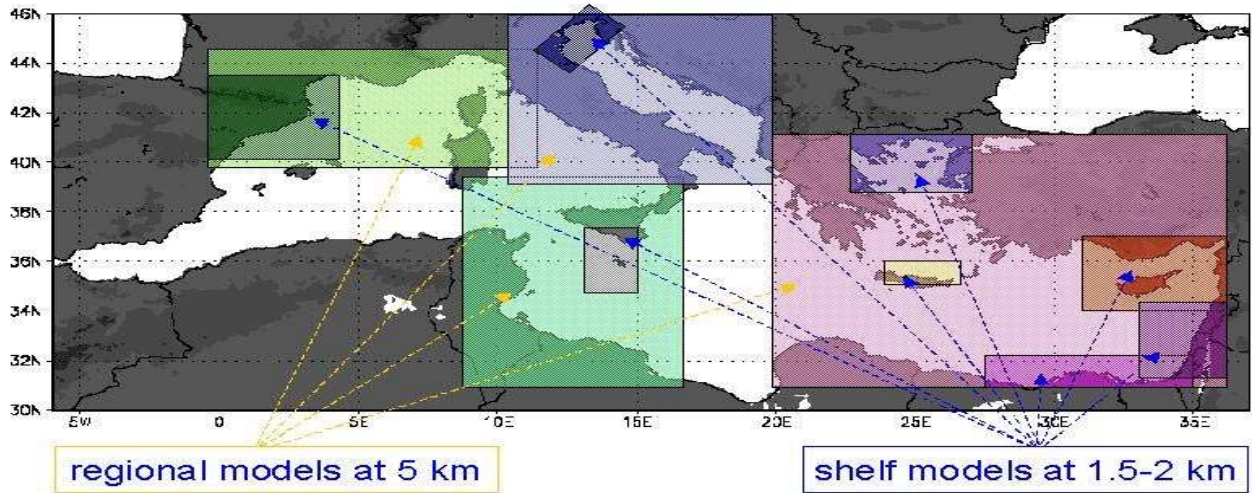 46N
44N
42N
40N
38N
36N
34N
32N
30N
5W 0 5E 10E 15E 20E 25E 30E 35E
regional models at 5 km
shelf models at 1.5-2 km